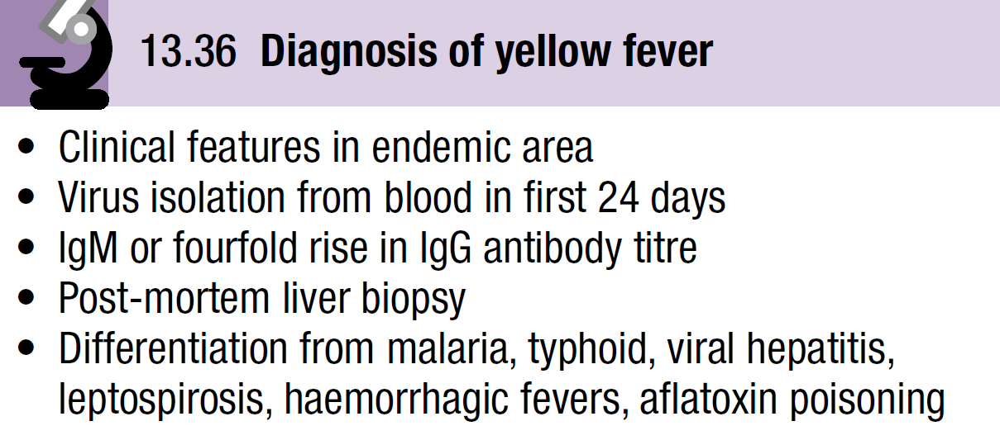 13.36 Diagnosis of yellow fever
• Clinical features in endemic area
• Virus isolation from blood in first 24 days
• IgM or fourfold rise in IgG antibody titre
• Post-mortem liver biopsy
• Differentiation from malaria, typhoid, viral hepatitis,
leptospirosis, haemorrhagic fevers, aflatoxin poisoning